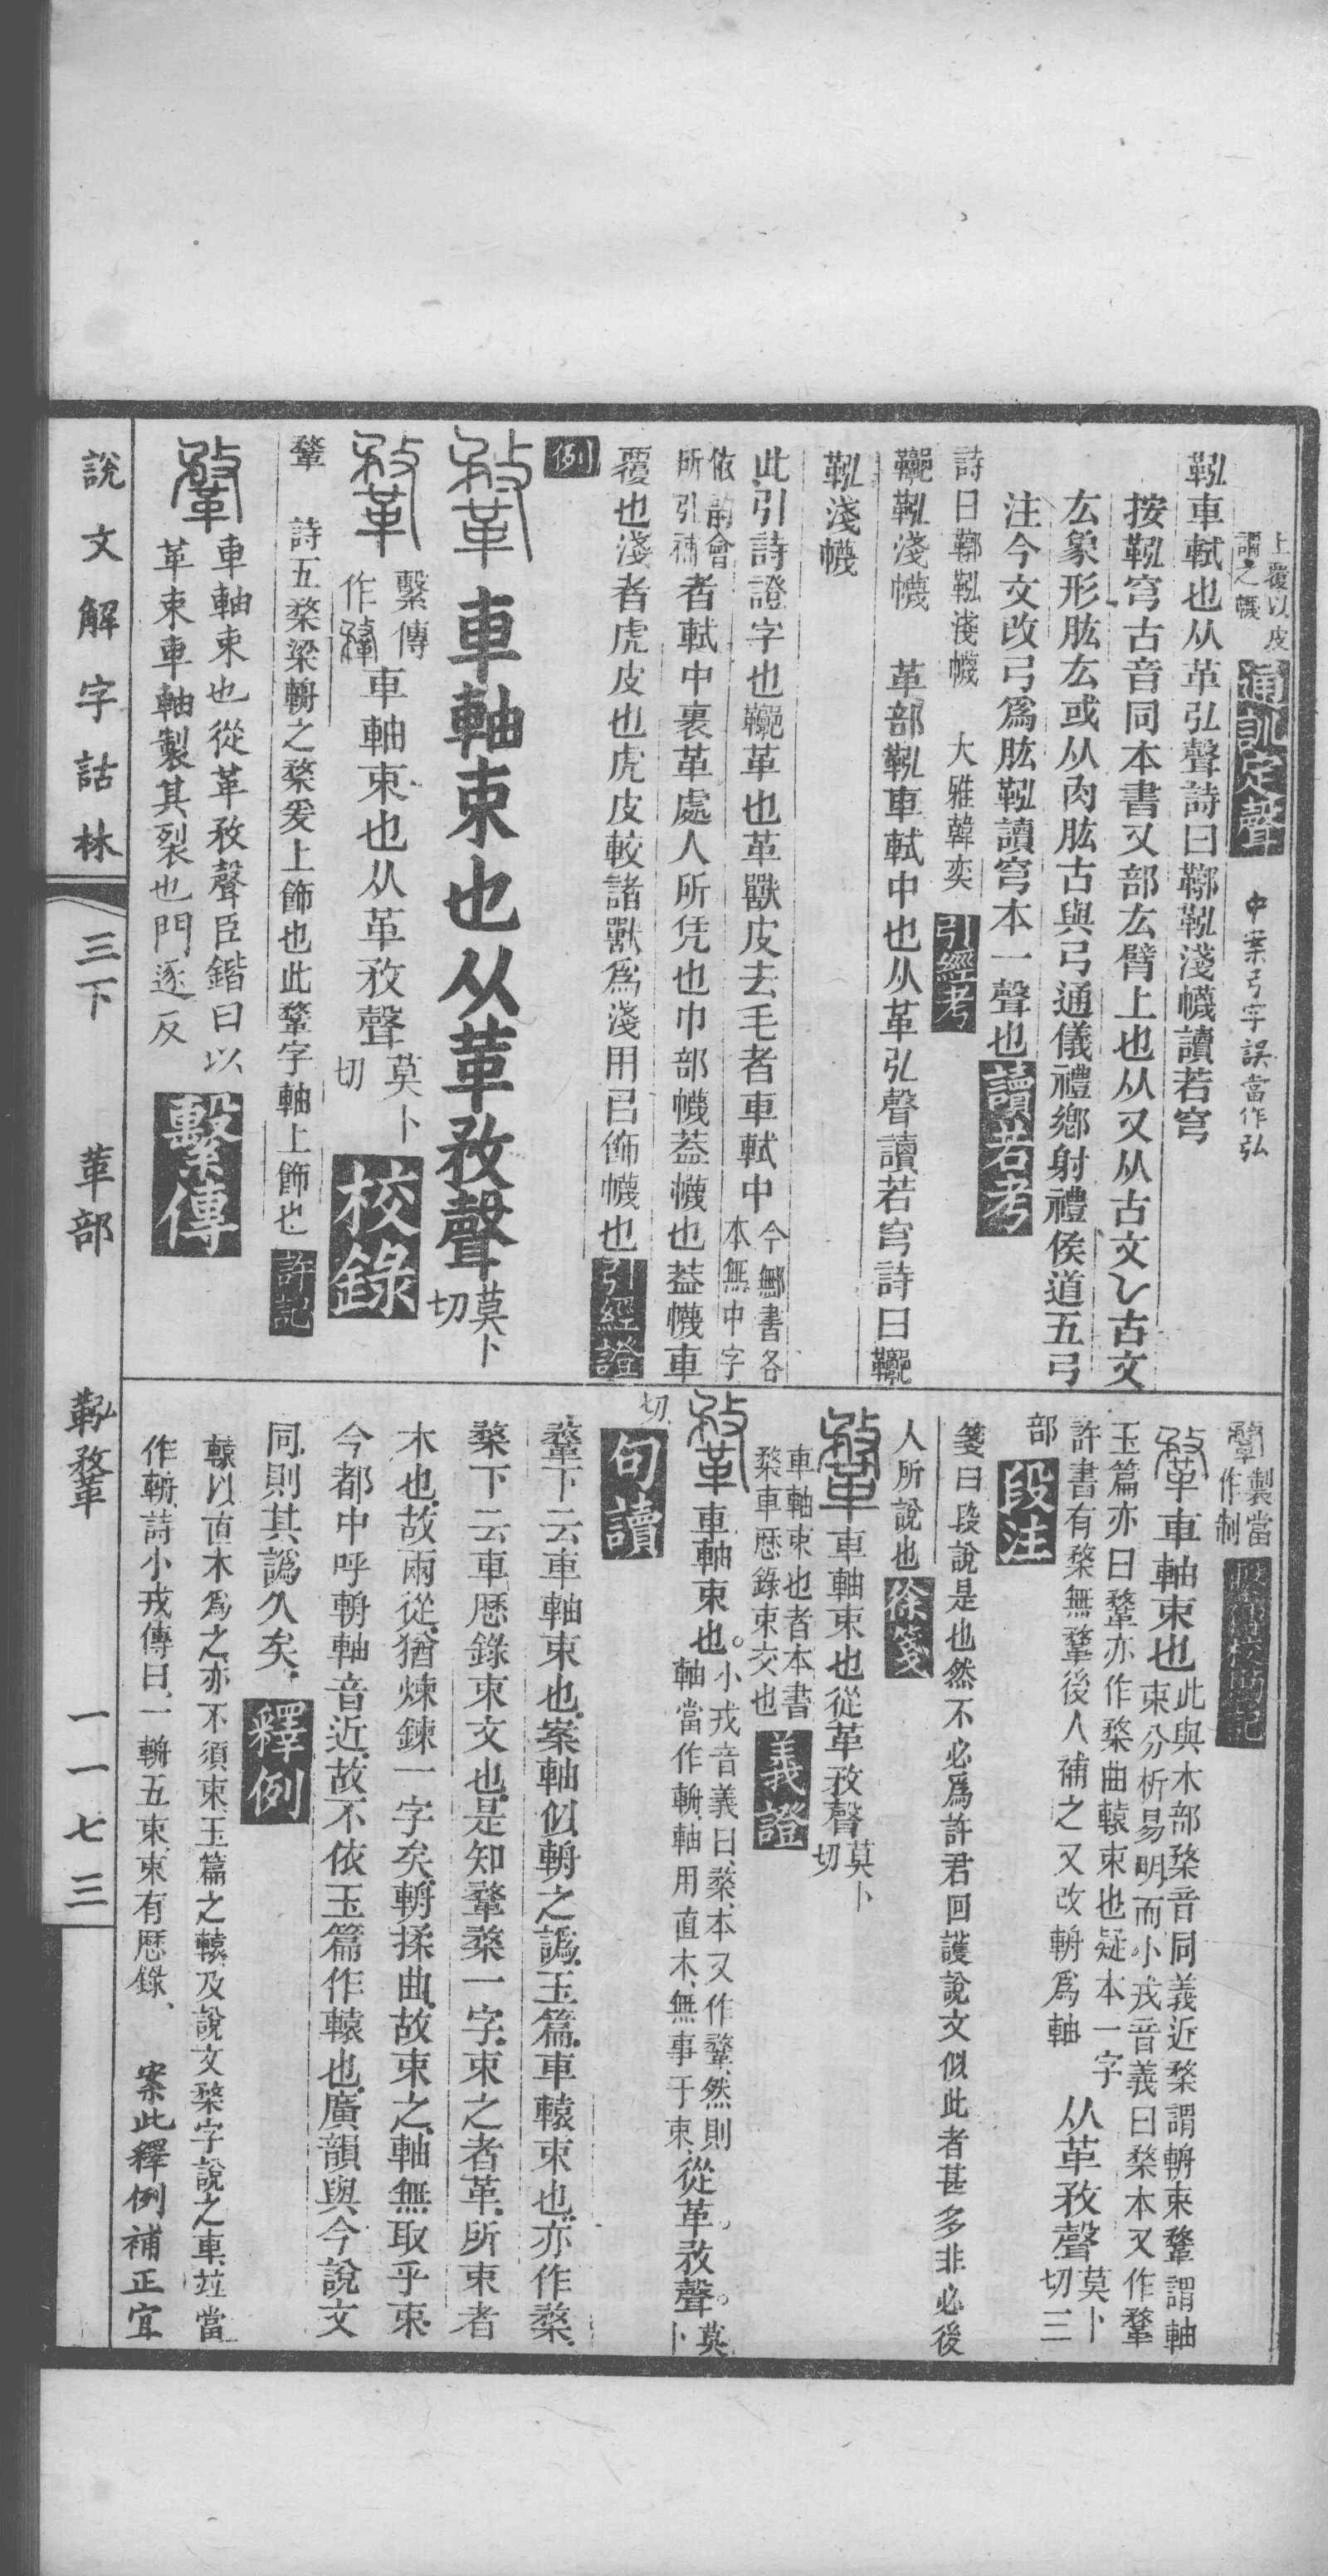 上覆以皮
謂之幭
通訓定聲
中案弓字誤當作弘
鞃車軾也从革弘聲詩曰鞹鞃淺幭讀若穹
按鞃穹古音同本書又部厷臂上也从又从古文乚古文
厷象形肱厷或从肉肱古與弓通儀禮鄉射禮侯道五弓
注今文改弓爲肱鞃讀穹本一聲也讀若考
詩曰鞹鞃淺幭　大雅韓奕　引經考
鞃淺幭　革部鞃車軾中也从革弘聲讀若穹詩曰
鞃淺幭
此引詩證字也鞹革也革獸皮去毛者車軾中
今鄦書各
本無中字
依韵會
所引補
者軾中裹革處人所凭也巾部幭葢幭也葢幭車
覆也淺者虎皮也虎皮較諸獸爲淺用㠯飾幭也引經證
例
車軸束也从革敄聲
莫卜
切
繫傳
作
車軸束也从革敄聲
莫卜
切
校錄
鞪　詩五楘梁輈之楘爰上飾也此鞪字軸上飾也　許記
車軸束也從革敄聲臣鍇曰以
革束車軸製其裂也門逐反
繫傳
說文解字詁林
三下
革部
鞃鞪
一一七三
製當
作制
車軸束也
此與木部楘音同義近楘謂輈束鞪謂軸
束分析易明而小戎音義曰楘本又作鞪
玉篇亦曰鞪亦作楘曲轅束也疑本一字
許書有楘無鞪後人補之又改輈爲軸
从革敄聲
莫卜
切三
部
段注
箋曰段說是也然不必爲許君回護說文似此者甚多非必後
人所說也徐箋
車軸束也從革敄聲
莫卜
切
車軸束也者本書
楘車歷錄束交也
義證
車軸束也。
小戎音義曰、楘、本又作鞪、然則
軸當作輈、軸用直木、無事于束、
從革。敄聲。
莫卜
切
句讀
鞪下云車軸束也案軸佀輈之譌玉篇車轅束也亦作楘
楘下云車歷錄束文也是知鞪楘一字束之者革所束者
木也故兩從猶煉鍊一字矣輈揉曲故束之軸無取乎束
今都中呼輈軸音近故不依玉篇作轅也廣韻與今說文
同則其譌久矣　釋例
轅以直木爲之亦不須束玉篇之轅及說文楘字說之車竝當
作輈詩小戎傳曰一輈五束束有歷錄　案此釋例補正宜